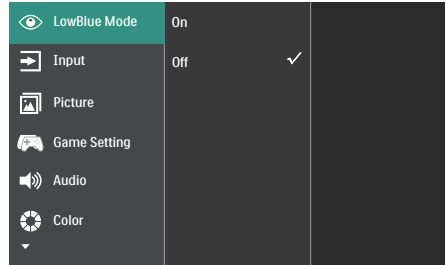 LowBlue Mode
On
Input
Off
Picture
Game Setting
Audio
Color